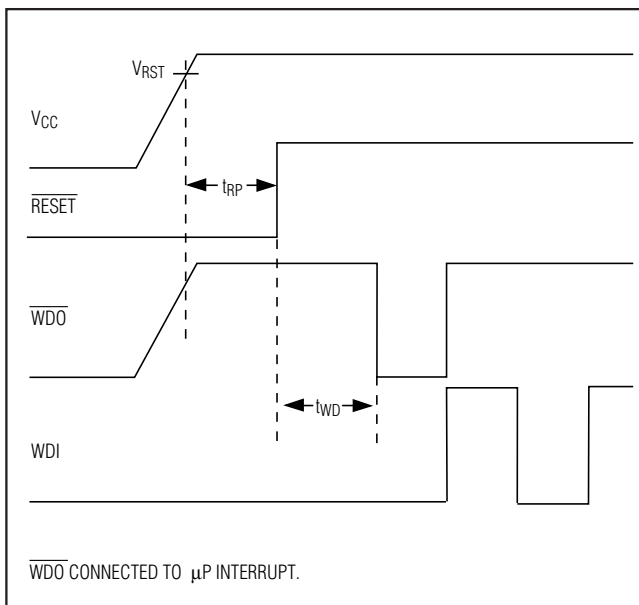 VRST
VCC
tRP
RESET
WDO
tWD
WDI
WDO CONNECTED TO µP INTERRUPT.